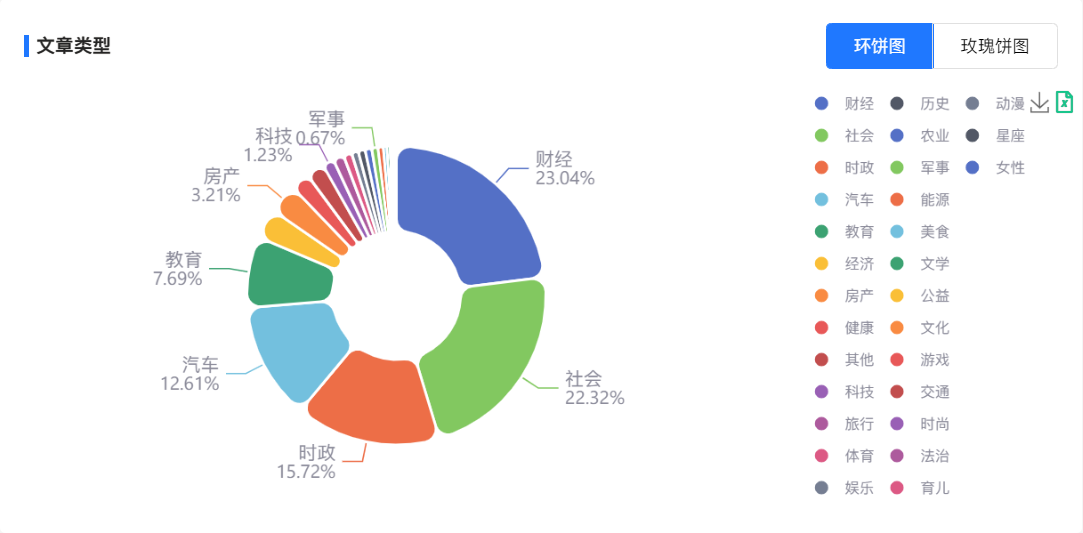 文章类型
环饼图 玫瑰饼图
军事
0.67%
科技
1.23%
房产
3.21%
教育
7.69%
汽车
12.61%
时政
15.72%
财经
23.04%
社会
22.32%
财经 历史 动漫
社会 农业 星座
时政 军事 女性
汽车 能源
教育 美食
经济 文学
房产 公益
健康 文化
其他 游戏
科技 交通
旅行 时尚
体育 法治
娱乐 育儿